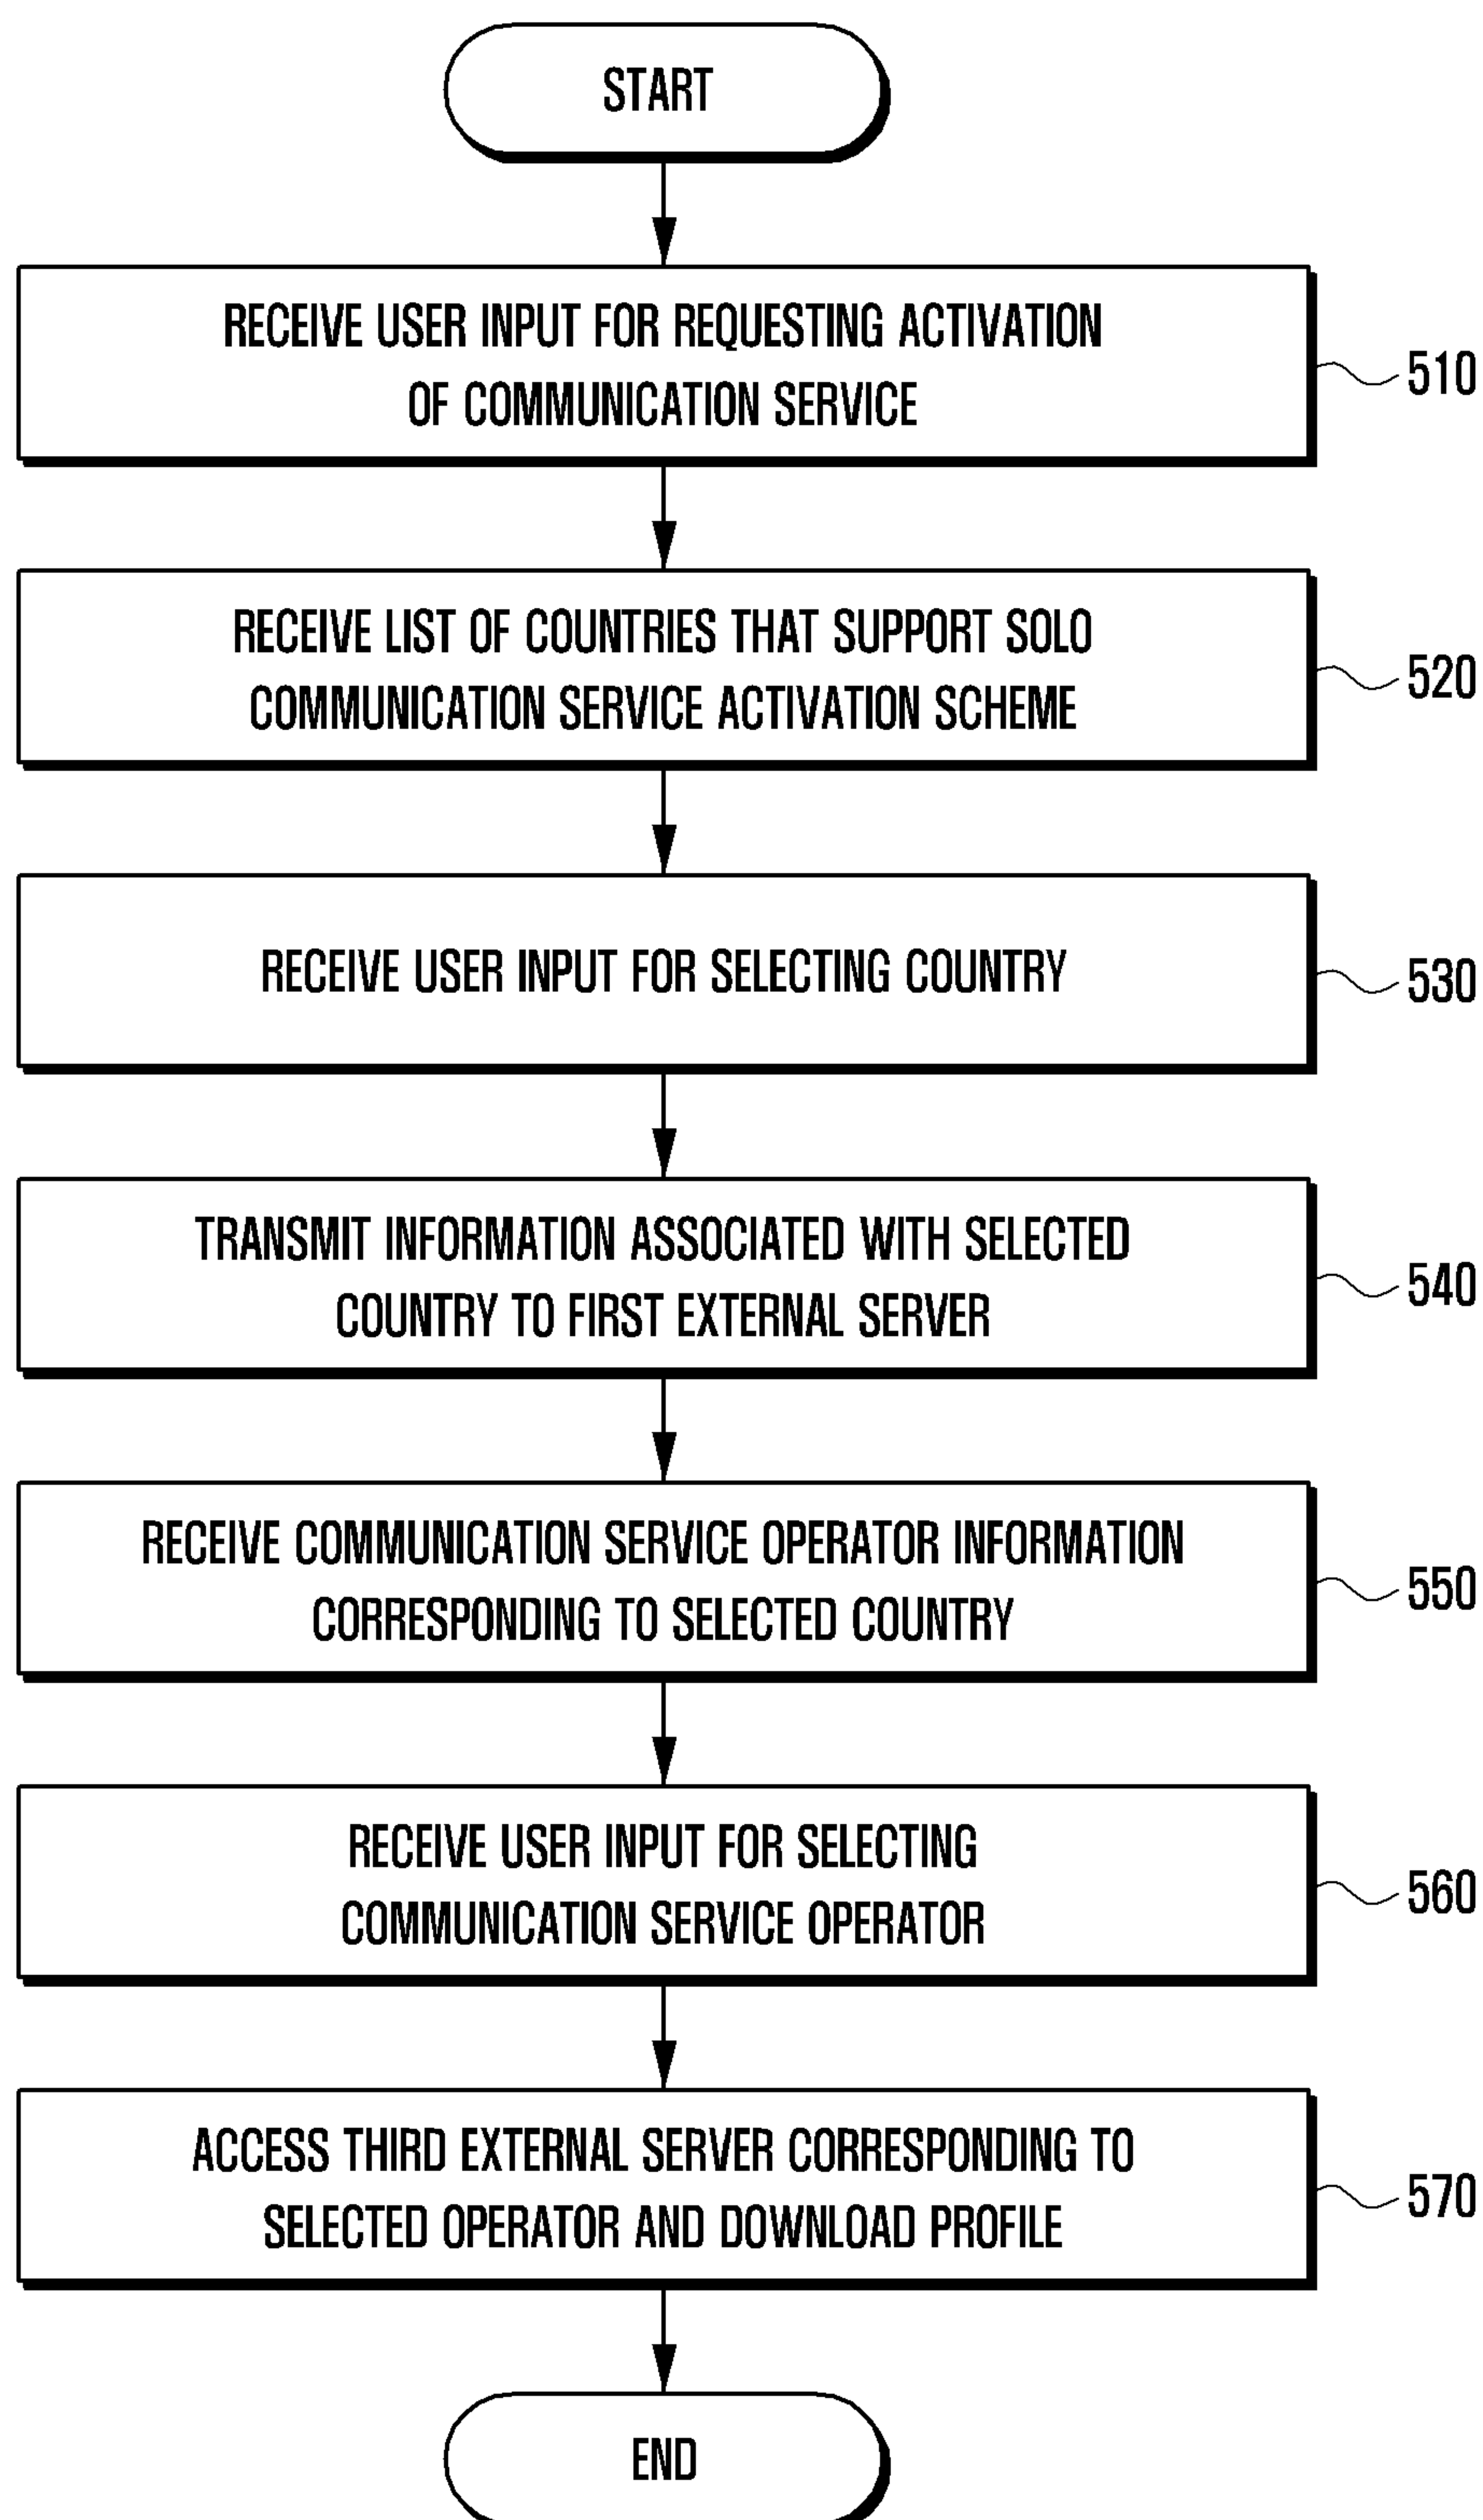 START
RECEIVE USER INPUT FOR REQUESTING ACTIVATION
OF COMMUNICATION SERVICE
510
RECEIVE LIST OF COUNTRIES THAT SUPPORT SOLO
COMMUNICATION SERVICE ACTIVATION SCHEME
520
RECEIVE USER INPUT FOR SELECTING COUNTRY
530
TRANSMIT INFORMATION ASSOCIATED WITH SELECTED
COUNTRY TO FIRST EXTERNAL SERVER
540
RECEIVE COMMUNICATION SERVICE OPERATOR INFORMATION
CORRESPONDING TO SELECTED COUNTRY
550
RECEIVE USER INPUT FOR SELECTING
COMMUNICATION SERVICE OPERATOR
560
ACCESS THIRD EXTERNAL SERVER CORRESPONDING TO
SELECTED OPERATOR AND DOWNLOAD PROFILE
570
END